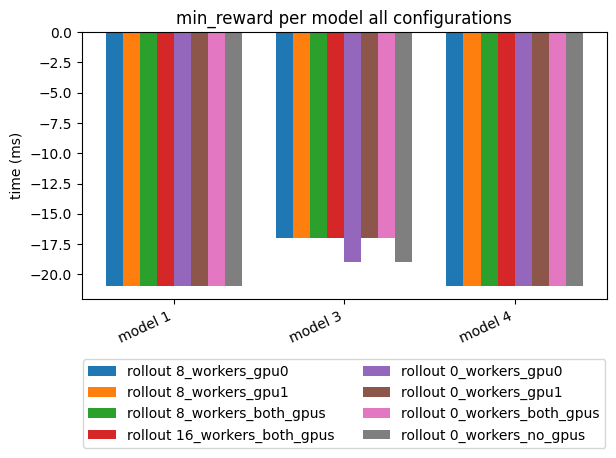 min_reward per model all configurations
time (ms)
0.0
−2.5
−5.0
−7.5
−10.0
−12.5
−15.0
−17.5
−20.0
model 1
model 3
model 4
rollout 8_workers_gpu0
rollout 8_workers_gpu1
rollout 8_workers_both_gpus
rollout 16_workers_both_gpus
rollout 0_workers_gpu0
rollout 0_workers_gpu1
rollout 0_workers_both_gpus
rollout 0_workers_no_gpus